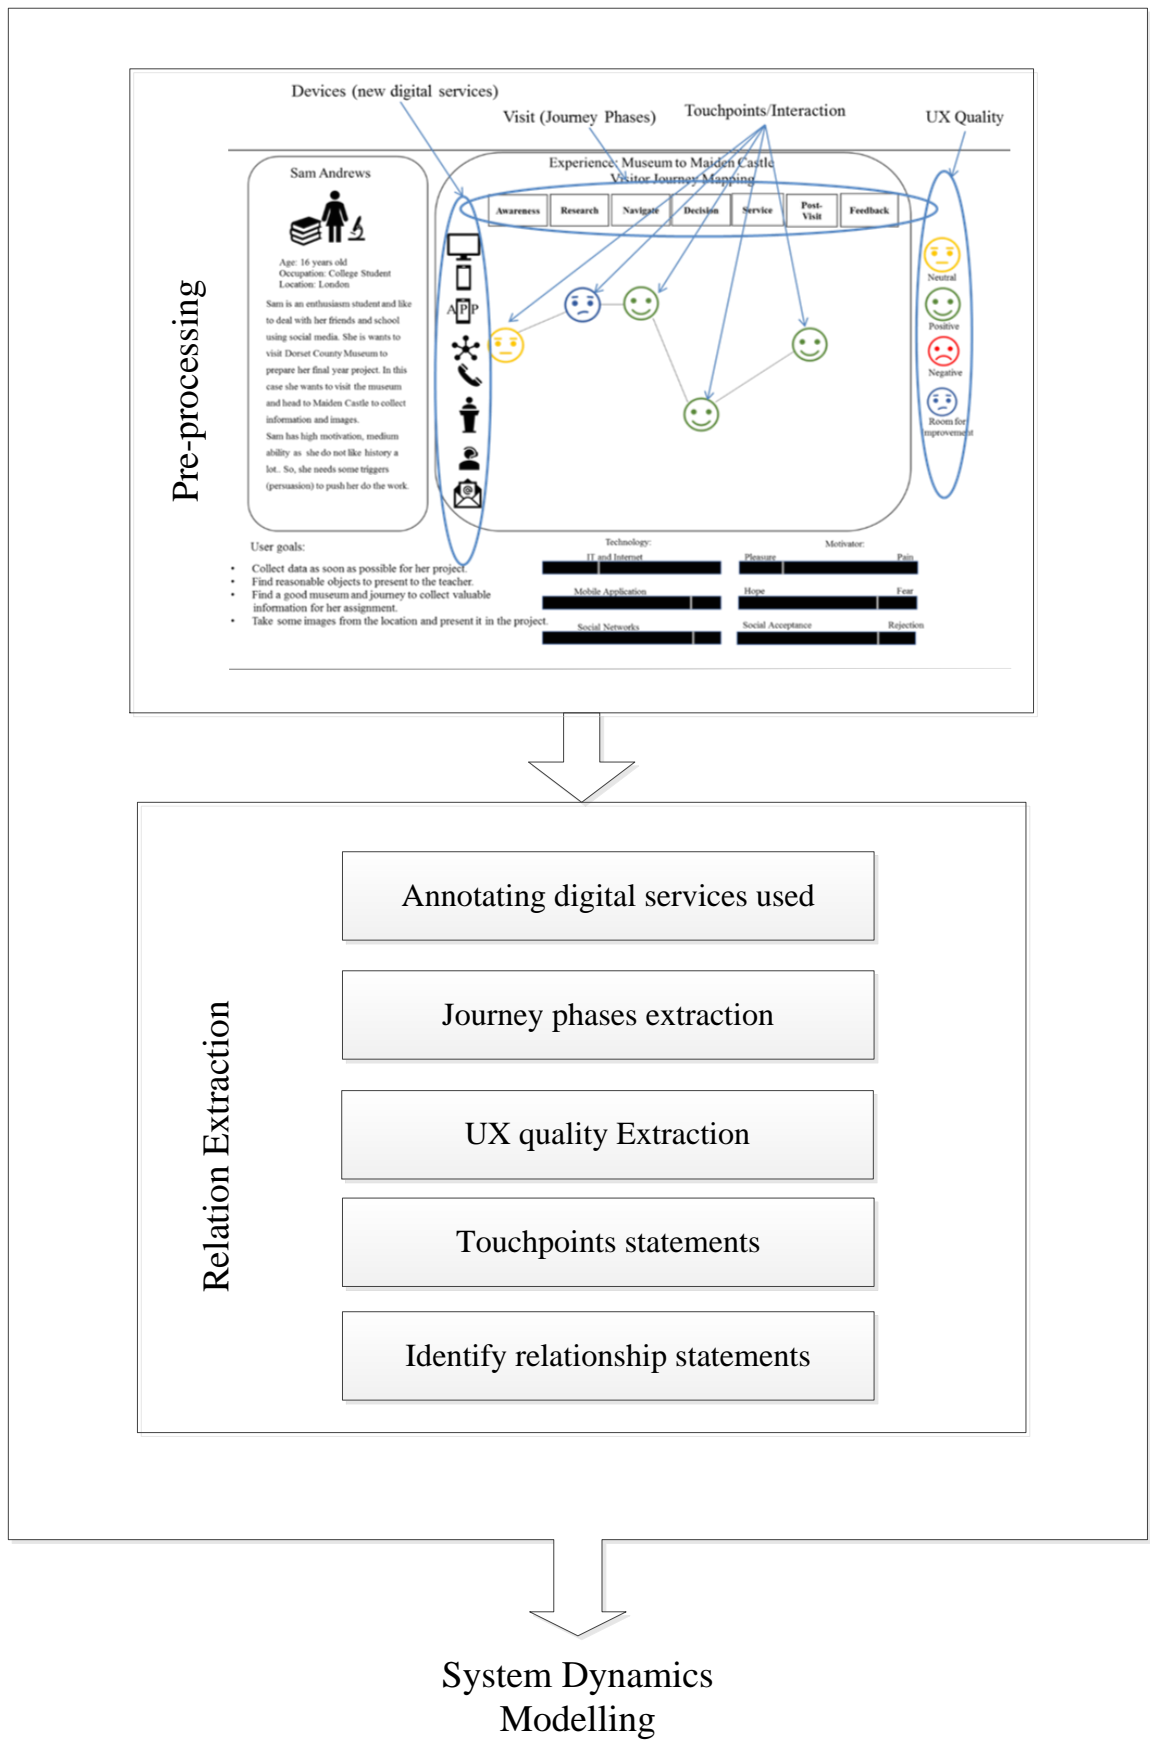 Devices (new digital services)
Visit (Journey Phases)
Touchpoints/Interaction
UX Quality
Sam Andrews
Age: 16 years old
Occupation: College Student
Location: London
Sam is an enthusiasm student and like
to deal with her friends and school
using social media. She is wants to
visit Dorset County Museum to
prepare her final year project. In this
case she wants to visit the museum
and head to Maiden Castle to collect
information and images.
Sam has high motivation, medium
ability as she do not like history a
lot.. So, she needs some triggers
(persuasion) to push her do the work.
Experience: Museum to Maiden Castle
Visitor Journey Mapping
Awareness
Research
Navigate
Decision
Service
Post-
Visit
Feedback
APP
Neutral
Positive
Negative
Room for
improvement
User goals:
• Collect data as soon as possible for her project.
• Find reasonable objects to present to the teacher.
• Find a good museum and journey to collect valuable
information for her assignment.
• Take some images from the location and present it in the project.
Technology:
IT and Internet
Mobile Application
Social Networks
Motivator:
Pleasure Pain
Hope Fear
Social Acceptance Rejection
Pre-processing
Relation Extraction
Annotating digital services used
Journey phases extraction
UX quality Extraction
Touchpoints statements
Identify relationship statements
System Dynamics
Modelling